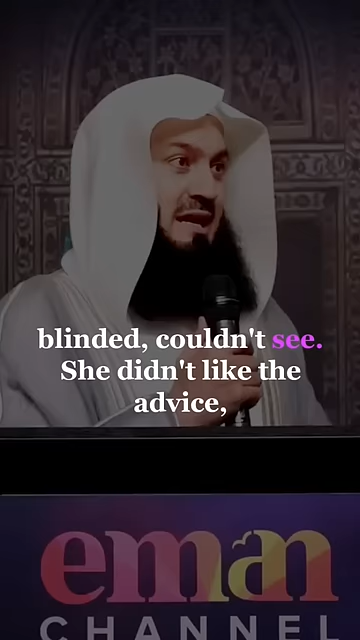 blinded, couldn't see.
She didn't like the
advice,
eman
CHANNEL